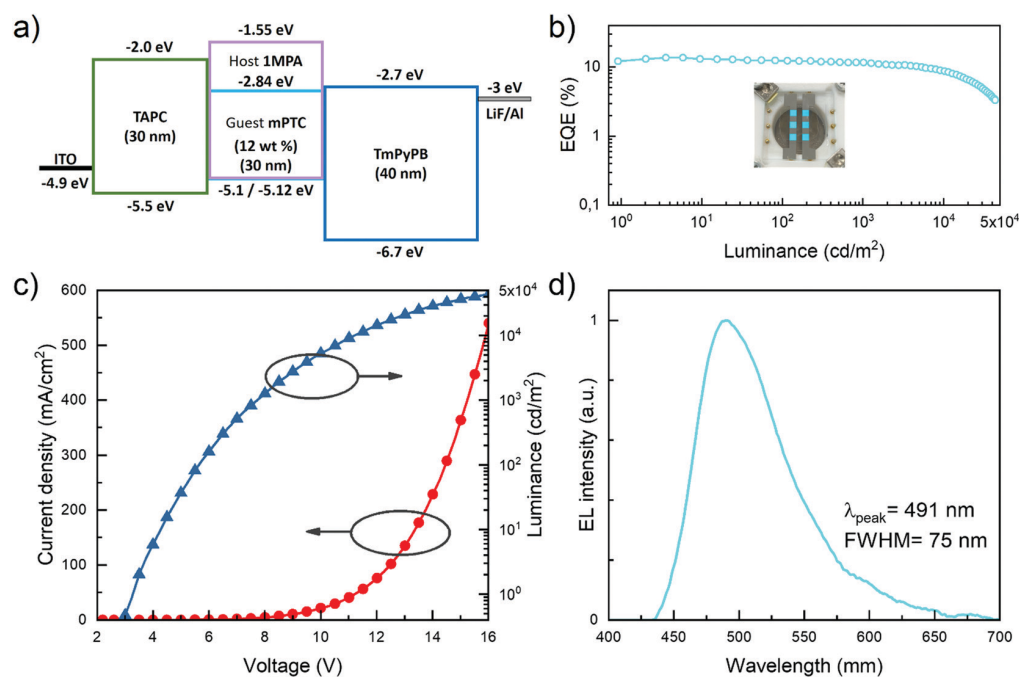 a)
-2.0 eV
-1.55 eV
Host 1MPA
-2.84 eV
-2.7 eV
-3 eV
LiF/Al
TAPC
(30 nm)
Guest mPTC
(12 wt %)
(30 nm)
TmPyPB
(40 nm)
ITO
-4.9 eV
-5.5 eV
-5.1 / -5.12 eV
-6.7 eV
b)
EQE (%)
100
10
1
0,1
10⁰
10¹
10²
10³
10⁴
5x10⁴
Luminance (cd/m²)
c)
Current density (mA/cm²)
600
500
400
300
200
100
0
2
4
6
8
10
12
14
16
Voltage (V)
5x10⁴
10⁴
10³
10²
10¹
10⁰
Luminance (cd/m²)
d)
EL intensity (a.u.)
1
0
λpeak= 491 nm
FWHM= 75 nm
400
450
500
550
600
650
700
Wavelength (mm)